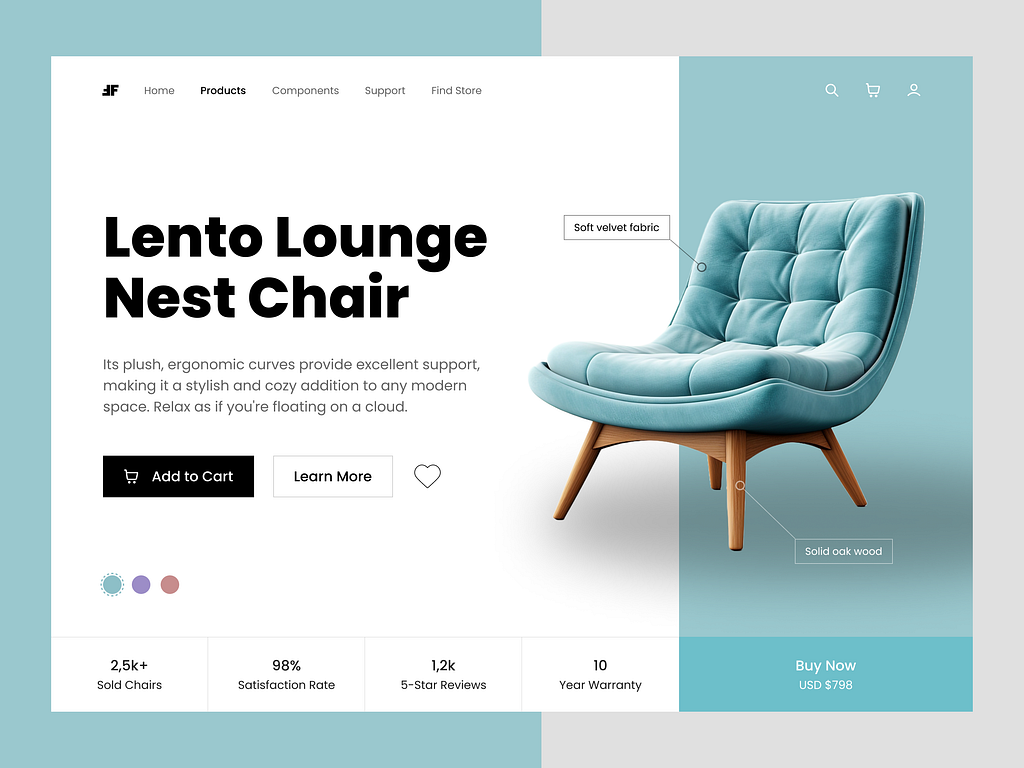 Home
Products
Components
Support
Find Store
Lento Lounge
Nest Chair
Soft velvet fabric
Its plush, ergonomic curves provide excellent support,
making it a stylish and cozy addition to any modern
space. Relax as if you're floating on a cloud.
Add to Cart
Learn More
Solid oak wood
2,5k+
Sold Chairs
98%
Satisfaction Rate
1,2k
5-Star Reviews
10
Year Warranty
Buy Now
USD $798